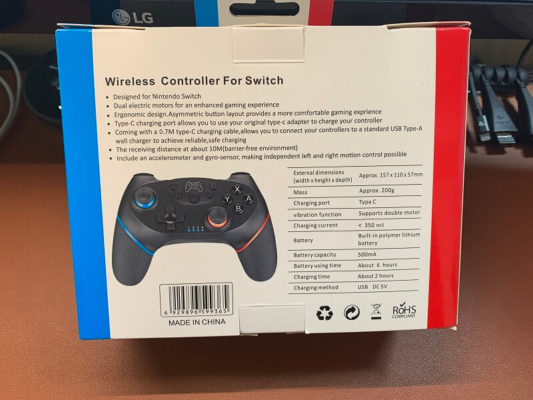 LG
Wireless Controller For Switch
• Designed for Nintendo Switch
• Dual electric motors for an enhanced gaming experience
• Ergonomic design.Asymmetric button layout provides a more comfortable gaming exprience
• Type-C charging port allows you to use your original type-c adapter to charge your controller
• Coming with a 0.7M type-C charging cable,allows you to connect your controllers to a standard USB Type-A
wall charger to achieve reliable,safe charging
• The receiving distance at about 10M(barrier-free environment)
• Include an accelerometer and gyro-sensor, making independent left and right motion control possible
External dimensions
(width x height x depth) Approx. 157 x 110 x 57mm
Mass Approx. 200g
Charging port Type C
vibration function Supports double motor
Charging current < 350 mA
Battery Built-in polymer lithium
battery
Battery capacity 500mA
Battery using time About 6 hours
Charging time About 2 hours
Charging method USB DC 5V
X
Y A
B
6 929896 599365
MADE IN CHINA
RoHS
COMPLIANT